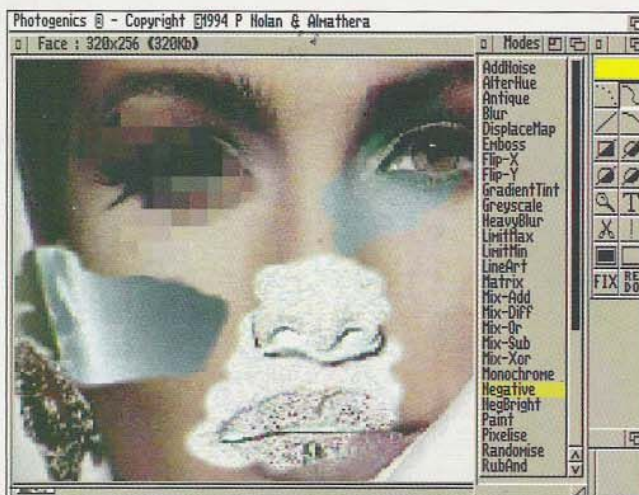 Photogenics ® - Copyright ©1994 P Nolan & Almathera
Face : 320x256 (320Kb)
Modes
AddNoise
AlterHue
Antique
Blur
DisplaceMap
Emboss
Flip-X
Flip-Y
GradientTint
Greyscale
HeavyBlur
LimitMax
LimitMin
LineArt
Matrix
Mix-Add
Mix-Diff
Mix-Or
Mix-Sub
Mix-Xor
Monochrome
Negative
NegBright
Paint
Pixelise
Randomise
RubAnd
T
FIX
RE
DO